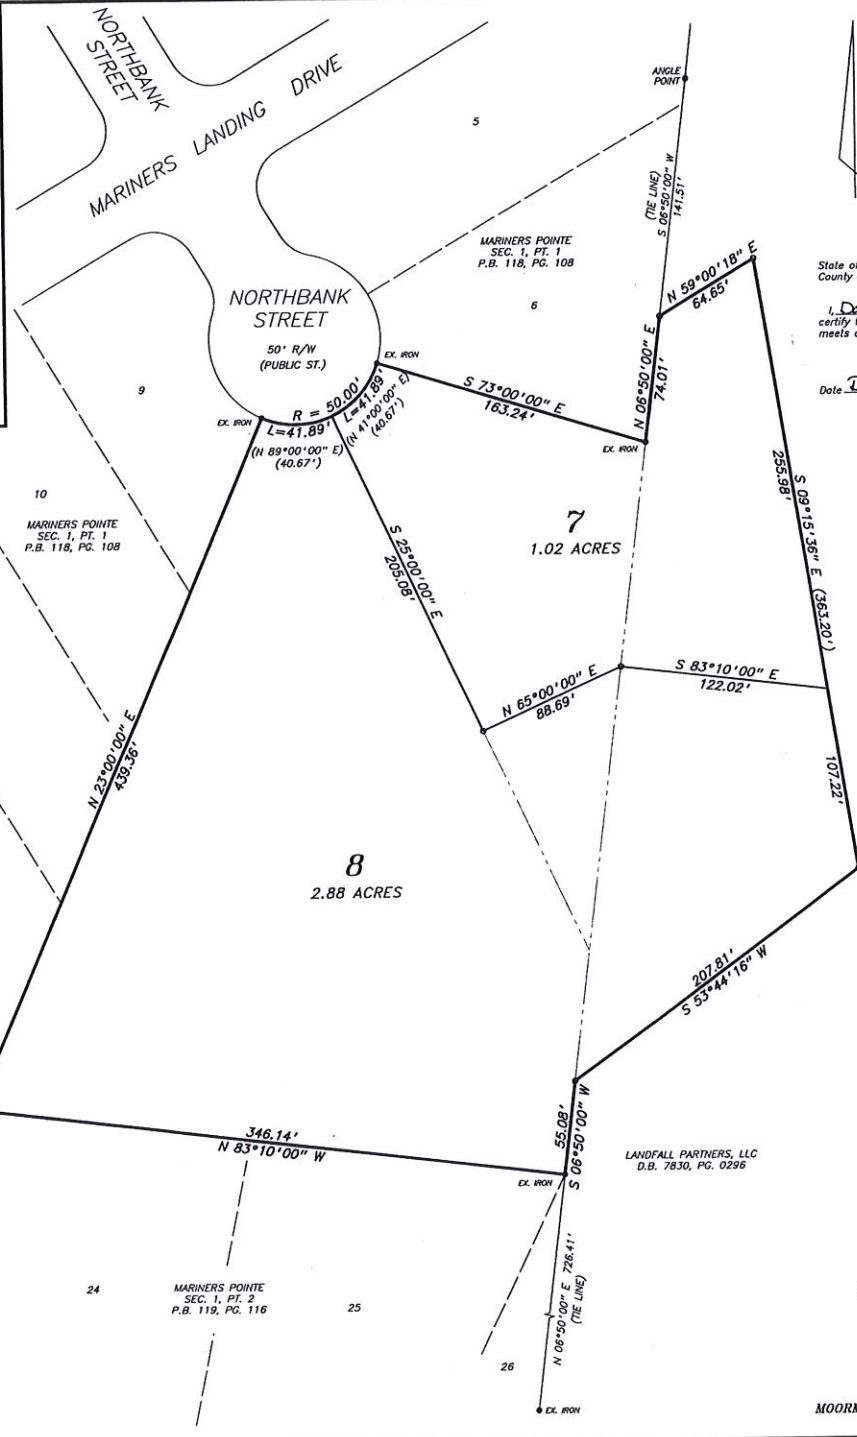 NORTHBANK
STREET
MARINERS LANDING DRIVE
5
ANGLE
POINT
(TIE LINE)
S 06°50'00" W
141.51'
MARINERS POINTE
SEC. 1, PT. 1
P.B. 118, PG. 108
6
N 59°00'18" E
64.65'
State of
County
I,
certify
meets
Date
NORTHBANK
STREET
50' R/W
(PUBLIC ST.)
EX. IRON
N 06°50'00" E
74.01'
S 73°00'00" E
163.24'
EX. IRON
9
EX. IRON
R = 50.00'
L=41.89'
(N 89°00'00" E)
(40.67')
L=41.89'
(N 41°00'00" E)
(40.67')
10
MARINERS POINTE
SEC. 1, PT. 1
P.B. 118, PG. 108
7
1.02 ACRES
255.98'
S 09°15'36" E (363.20')
S 25°00'00" E
205.08'
N 65°00'00" E
88.69'
S 83°10'00" E
122.02'
N 23°00'00" E
439.36'
107.22'
8
2.88 ACRES
207.81'
S 53°44'16" W
55.08'
S 06°50'00" W
346.14'
N 83°10'00" W
EX. IRON
LANDFALL PARTNERS, LLC
D.B. 7830, PG. 0296
24
MARINERS POINTE
SEC. 1, PT. 2
P.B. 119, PG. 116
25
N 06°50'00" E 726.41'
(TIE LINE)
26
EX. IRON
MOORM